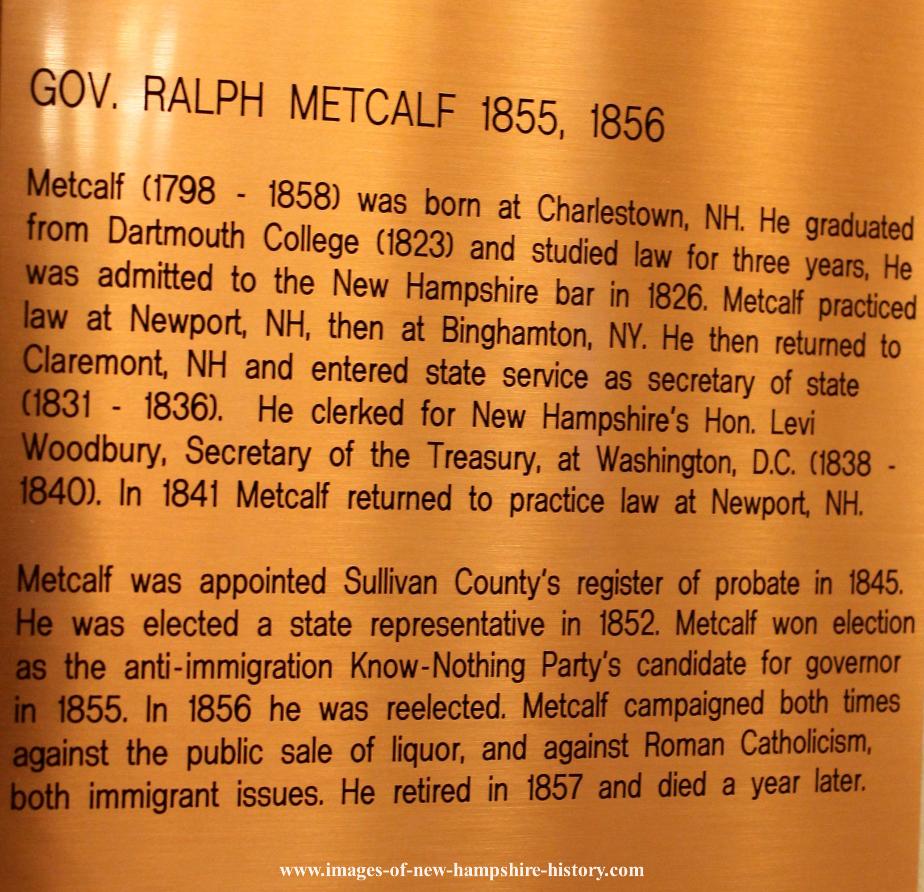 GOV. RALPH METCALF 1855, 1856
Metcalf (1798 - 1858) was born at Charlestown, NH. He graduated
from Dartmouth College (1823) and studied law for three years, He
was admitted to the New Hampshire bar in 1826. Metcalf practiced
law at Newport, NH, then at Binghamton, NY. He then returned to
Claremont, NH and entered state service as secretary of state
(1831 - 1836). He clerked for New Hampshire's Hon. Levi
Woodbury, Secretary of the Treasury, at Washington, D.C. (1838 -
1840). In 1841 Metcalf returned to practice law at Newport, NH.
Metcalf was appointed Sullivan County's register of probate in 1845.
He was elected a state representative in 1852. Metcalf won election
as the anti-immigration Know-Nothing Party's candidate for governor
in 1855. In 1856 he was reelected. Metcalf campaigned both times
against the public sale of liquor, and against Roman Catholicism,
both immigrant issues. He retired in 1857 and died a year later.
www.images-of-new-hampshire-history.com